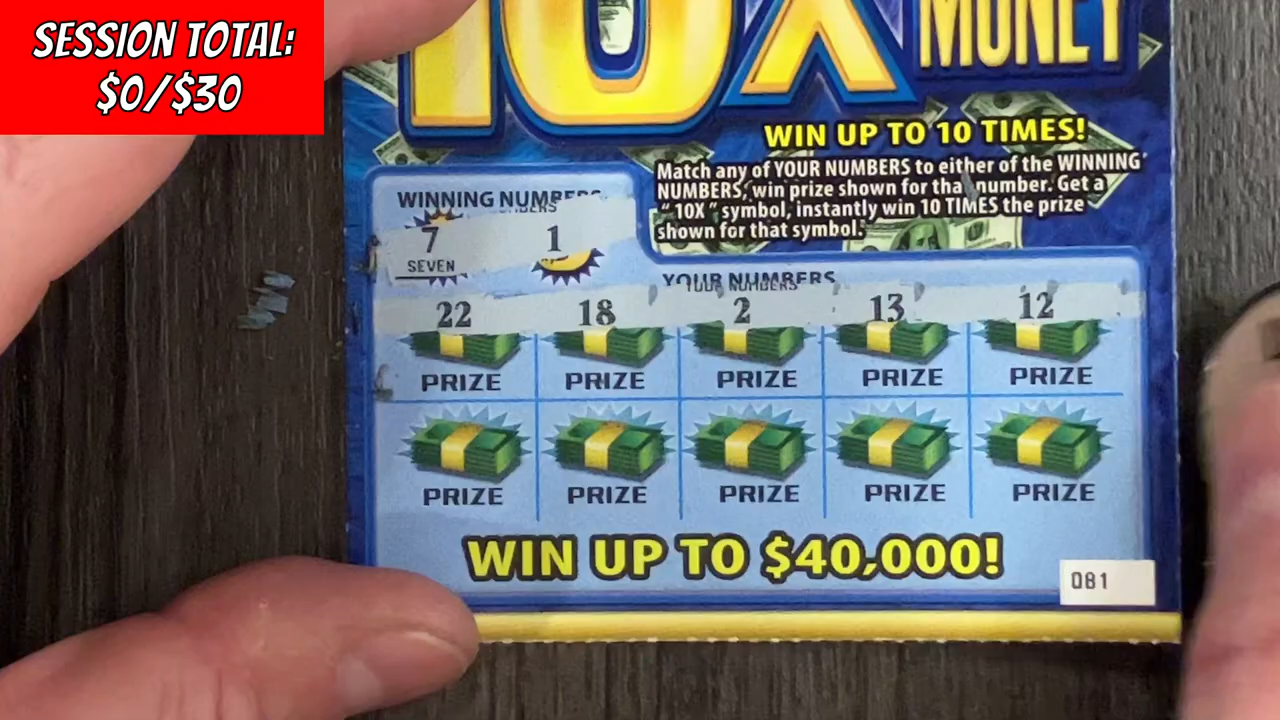 SESSION TOTAL:
$0/$30
10X MONEY
WIN UP TO 10 TIMES!
Match any of YOUR NUMBERS to either of the WINNING
NUMBERS, win prize shown for that number. Get a
"10X" symbol, instantly win 10 TIMES the prize
shown for that symbol.
WINNING NUMBERS
7 1
SEVEN
YOUR NUMBERS
22 18 2 13 12
PRIZE PRIZE PRIZE PRIZE PRIZE
PRIZE PRIZE PRIZE PRIZE PRIZE
WIN UP TO $40,000!
081